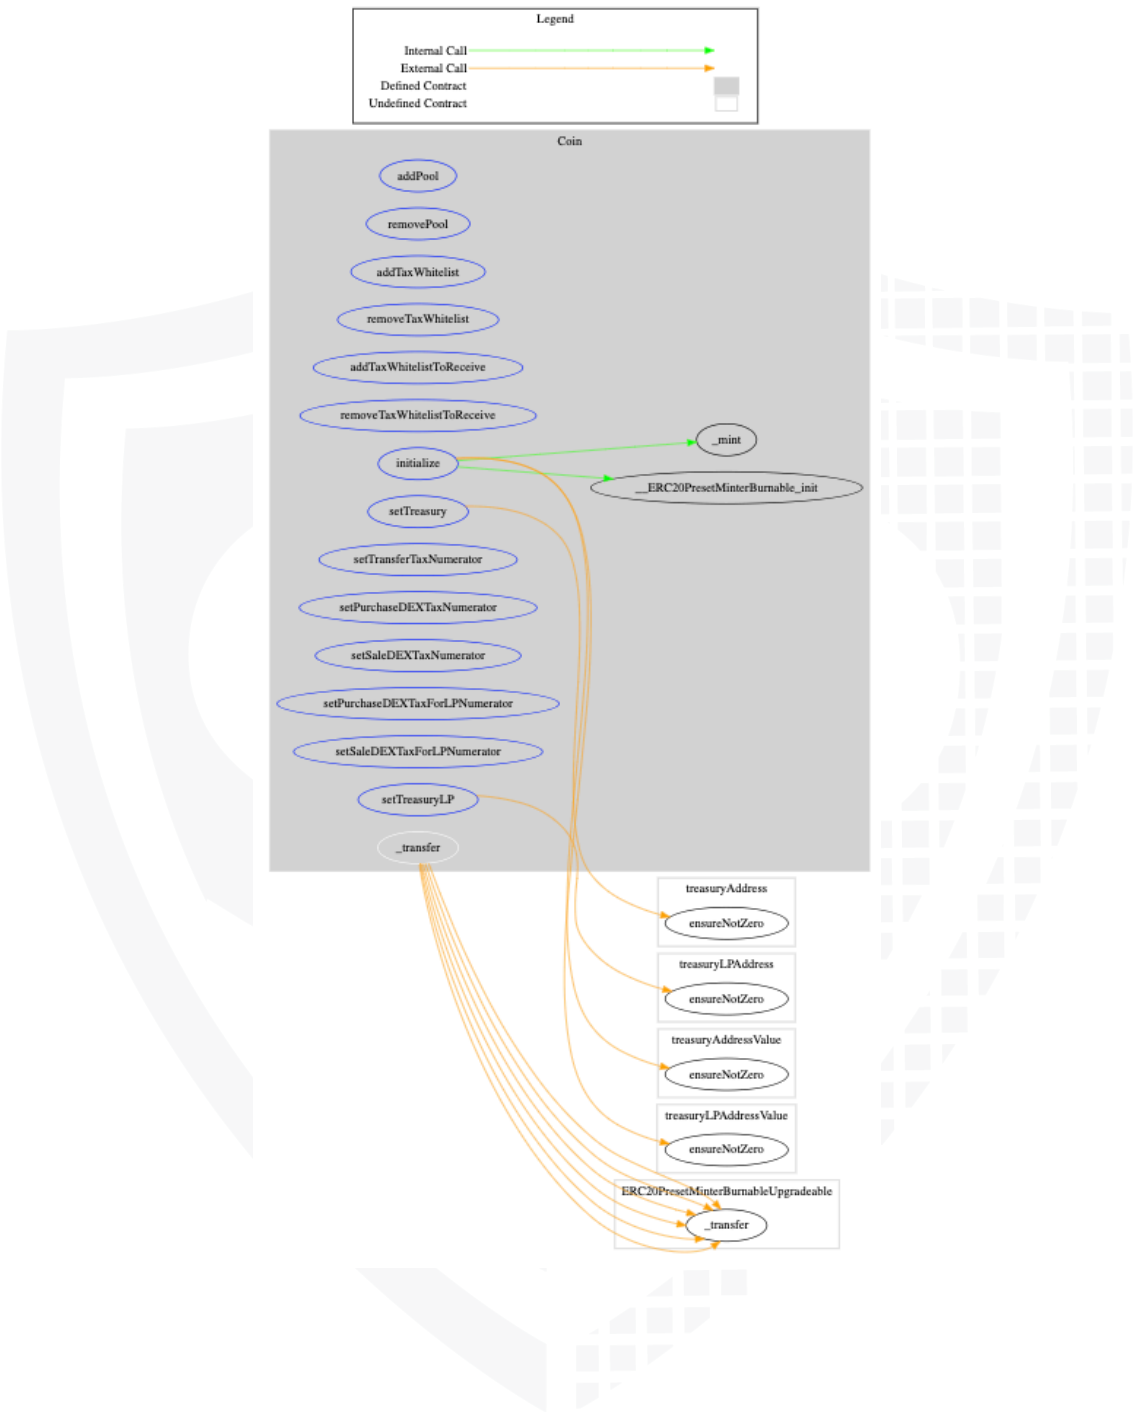 Legend
Internal Call
External Call
Defined Contract
Undefined Contract
Coin
addPool
removePool
addTaxWhitelist
removeTaxWhitelist
addTaxWhitelistToReceive
removeTaxWhitelistToReceive
_mint
initialize
__ERC20PresetMinterBurnable_init
setTreasury
setTransferTaxNumerator
setPurchaseDEXTaxNumerator
setSaleDEXTaxNumerator
setPurchaseDEXTaxForLPNumerator
setSaleDEXTaxForLPNumerator
setTreasuryLP
_transfer
treasuryAddress
ensureNotZero
treasuryLPAddress
ensureNotZero
treasuryAddressValue
ensureNotZero
treasuryLPAddressValue
ensureNotZero
ERC20PresetMinterBurnableUpgradeable
_transfer